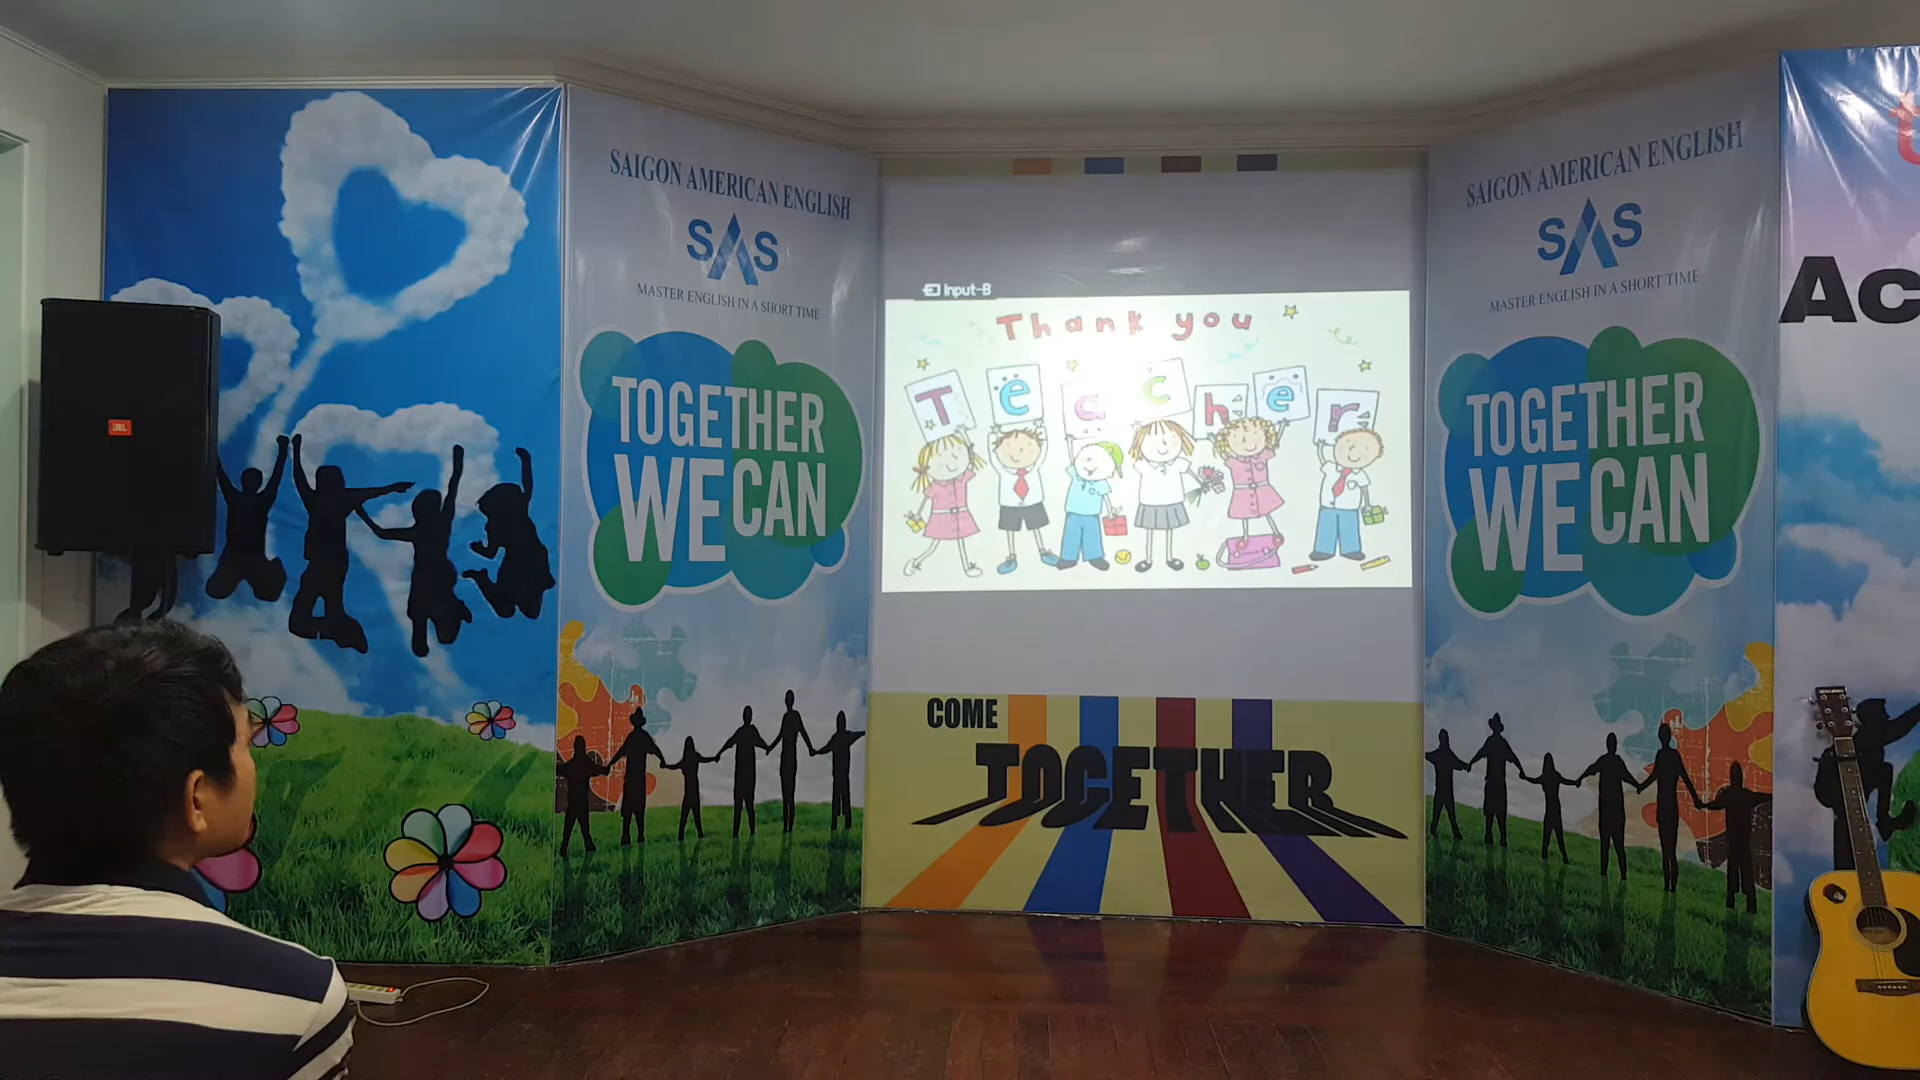 SAIGON AMERICAN ENGLISH
SAS
MASTER ENGLISH IN A SHORT TIME
TOGETHER
WE CAN
JBL
Input-B
Thank you
Teacher
COME
TOGETHER
SAIGON AMERICAN ENGLISH
SAS
MASTER ENGLISH IN A SHORT TIME
TOGETHER
WE CAN
t
Ac